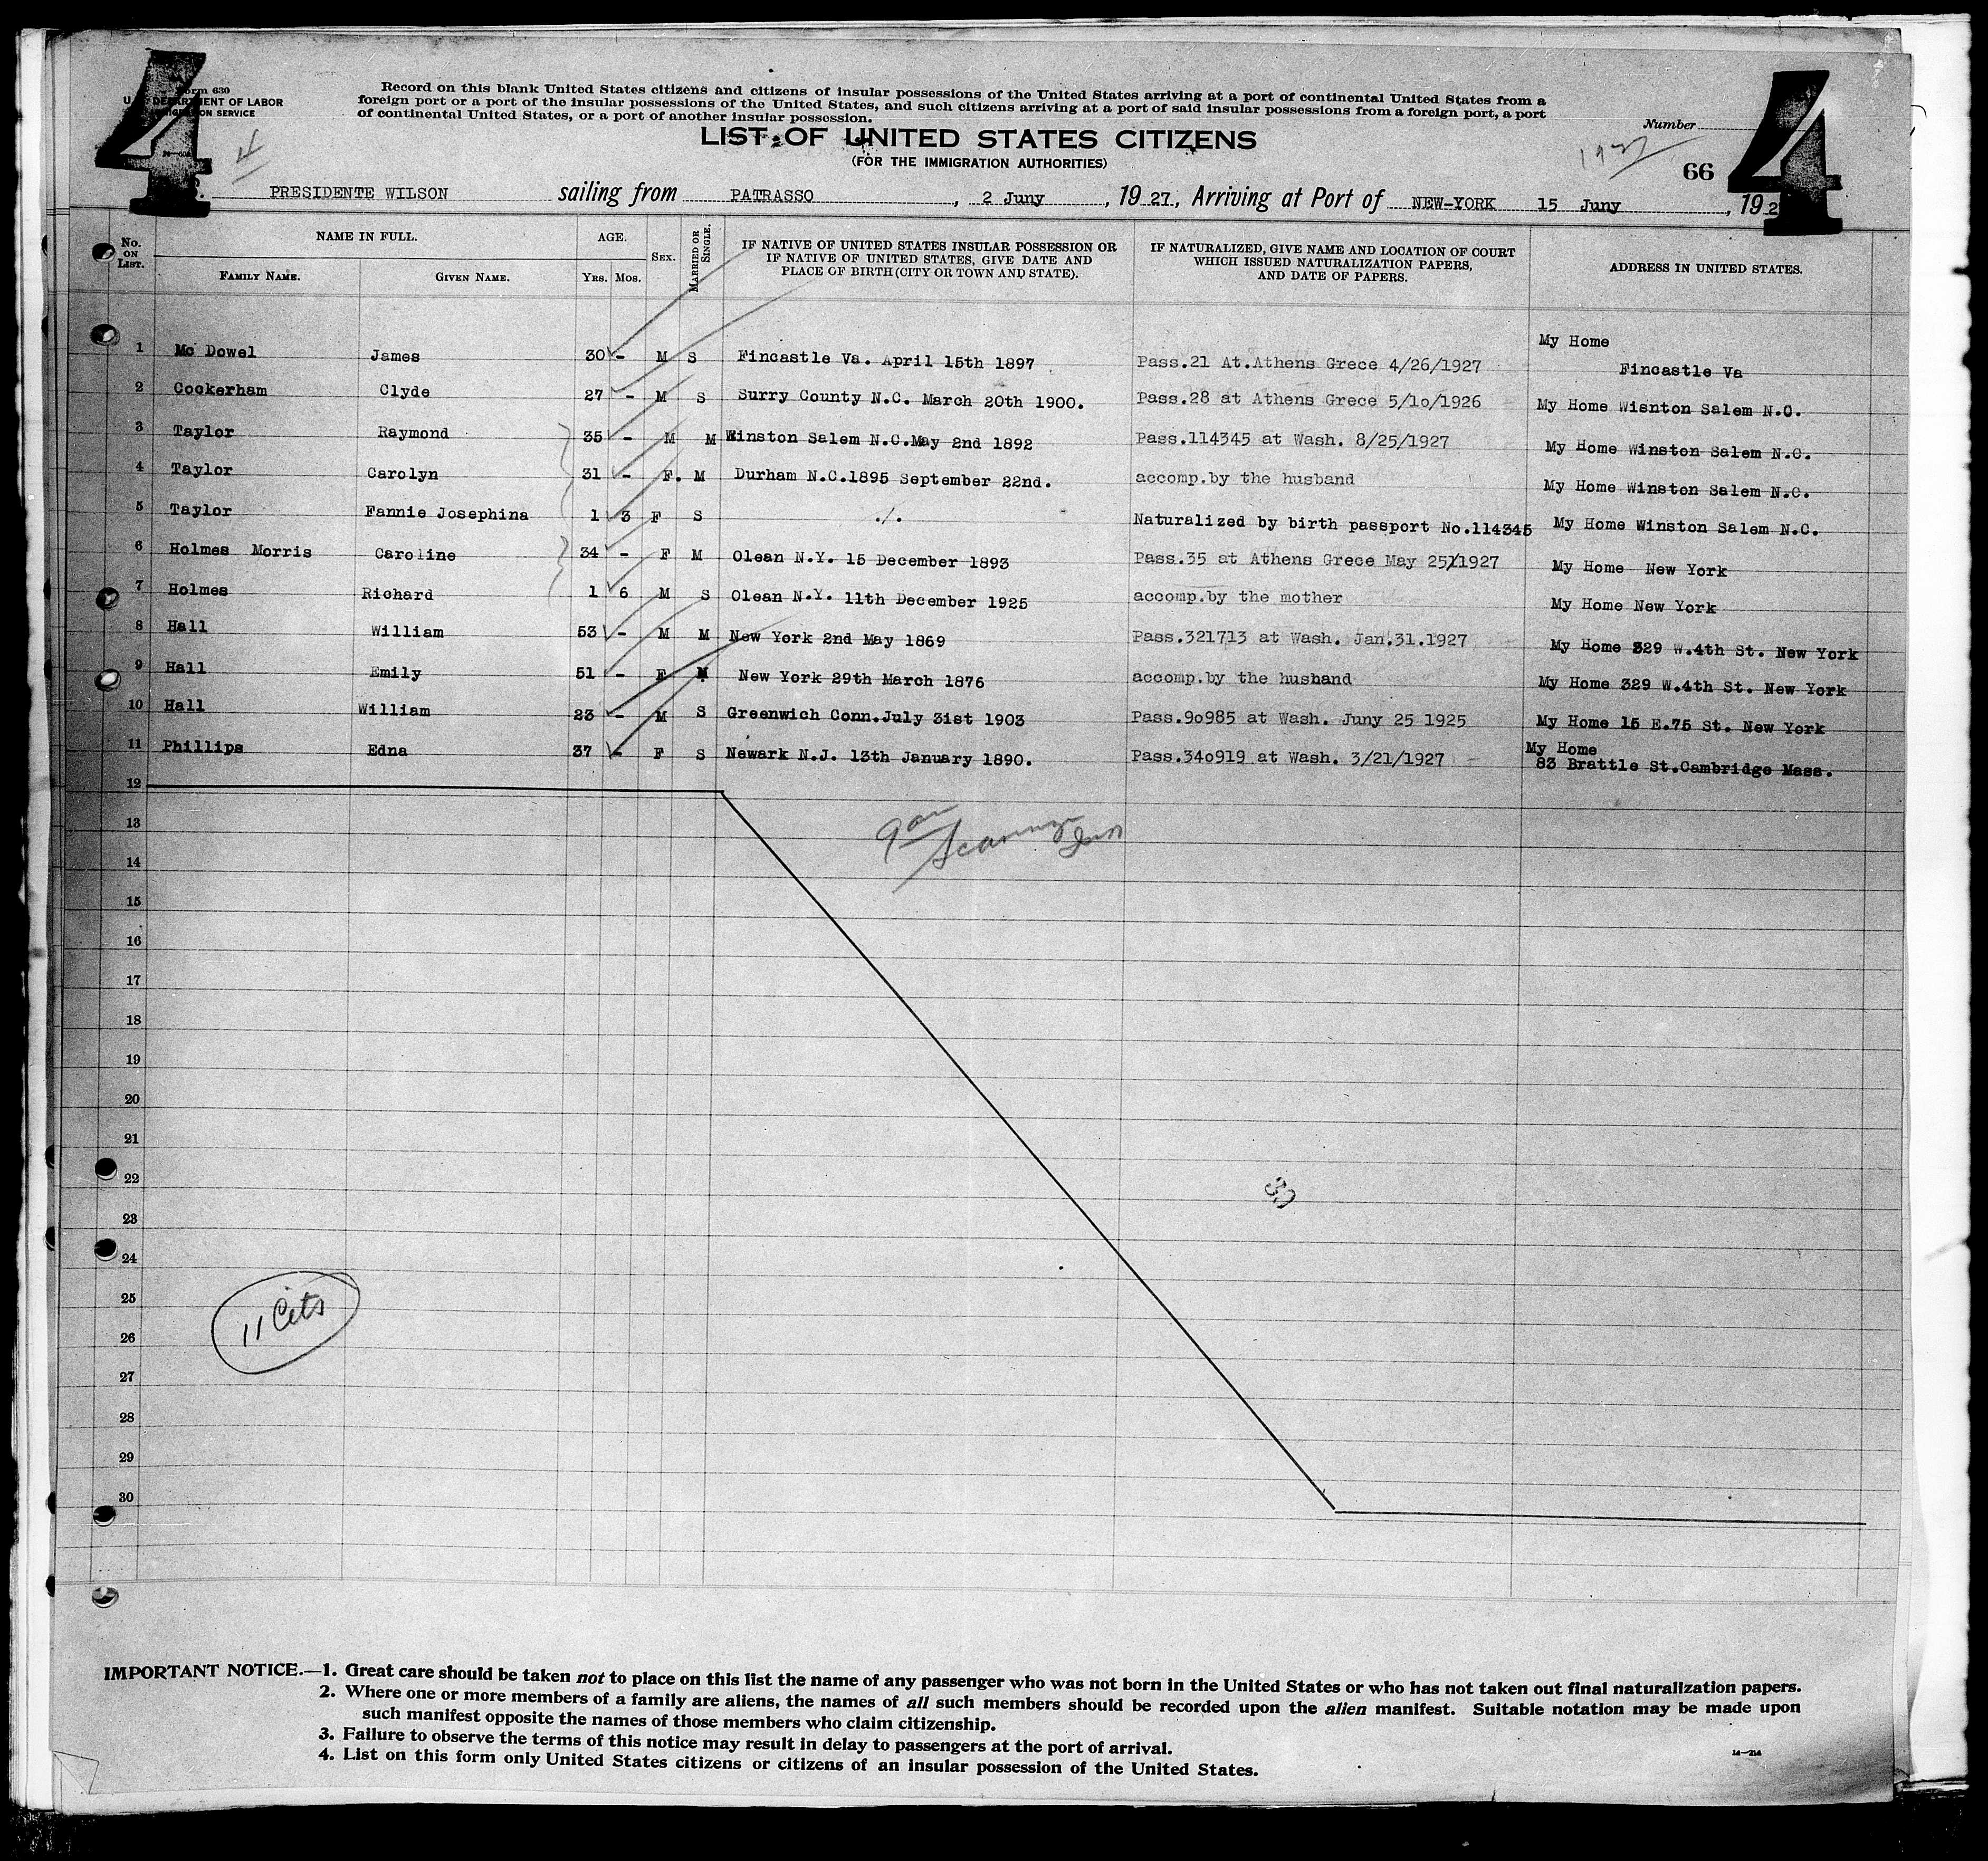 4
4
Form 630
U.S. DEPARTMENT OF LABOR
IMMIGRATION SERVICE
4
Record on this blank United States citizens and citizens of insular possessions of the United States arriving at a port of continental United States from a
foreign port or a port of the insular possessions of the United States, and such citizens arriving at a port of said insular possessions from a foreign port, a port
of continental United States, or a port of another insular possession.
Number
LIST OF UNITED STATES CITIZENS
(FOR THE IMMIGRATION AUTHORITIES)
1927
66
PRESIDENTE WILSON sailing from PATRASSO, 2 Juny, 1927, Arriving at Port of NEW-YORK 15 Juny, 192
No. ON LIST. NAME IN FULL. AGE. SEX. MARRIED OR SINGLE. IF NATIVE OF UNITED STATES INSULAR POSSESSION OR IF NATIVE OF UNITED STATES, GIVE DATE AND PLACE OF BIRTH (CITY OR TOWN AND STATE). IF NATURALIZED, GIVE NAME AND LOCATION OF COURT WHICH ISSUED NATURALIZATION PAPERS, AND DATE OF PAPERS. ADDRESS IN UNITED STATES.
FAMILY NAME. GIVEN NAME. YRS. MOS.
1 Mc Dowel James 30 - M S Fincastle Va. April 15th 1897 Pass.21 At.Athens Grece 4/26/1927 My Home Fincastle Va
2 Cockerham Clyde 27 - M S Surry County N.C. March 20th 1900. Pass.28 at Athens Grece 5/1o/1926 My Home Wisnton Salem N.C.
3 Taylor Raymond 35 - M M Winston Salem N.C.May 2nd 1892 Pass.114345 at Wash. 8/25/1927 My Home Winston Salem N.C.
4 Taylor Carolyn 31 - F. M Durham N.C.1895 September 22nd. accomp.by the husband My Home Winston Salem N.C.
5 Taylor Fannie Josephina 1 3 F S ./. Naturalized by birth passport No.114345 My Home Winston Salem N.C.
6 Holmes Morris Caroline 34 - F M Olean N.Y. 15 December 1893 Pass.35 at Athens Grece May 25/1927 My Home New York
7 Holmes Richard 1 6 M S Olean N.Y. 11th December 1925 accomp.by the mother My Home New York
8 Hall William 53 - M M New York 2nd May 1869 Pass.321713 at Wash. Jan.31.1927 My Home 329 W.4th St. New York
9 Hall Emily 51 - F M New York 29th March 1876 accomp.by the husband My Home 329 W.4th St. New York
10 Hall William 23 - M S Greenwich Conn.July 31st 1903 Pass.9o985 at Wash. Juny 25 1925 My Home 15 E.75 St. New York
11 Phillips Edna 37 - F S Newark N.J. 13th January 1890. Pass.34o919 at Wash. 3/21/1927 My Home 83 Brattle St.Cambridge Mass.
12
13
14
15
16
17
18
19
20
21
22
23
24
25
26
27
28
29
30
11 Cits
IMPORTANT NOTICE.—1. Great care should be taken not to place on this list the name of any passenger who was not born in the United States or who has not taken out final naturalization papers.
2. Where one or more members of a family are aliens, the names of all such members should be recorded upon the alien manifest. Suitable notation may be made upon
such manifest opposite the names of those members who claim citizenship.
3. Failure to observe the terms of this notice may result in delay to passengers at the port of arrival.
4. List on this form only United States citizens or citizens of an insular possession of the United States.
14—214